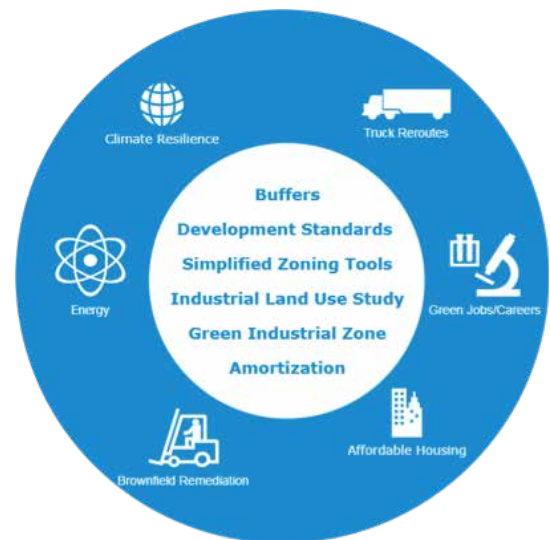 Climate Resilience
Truck Reroutes
Buffers
Development Standards
Simplified Zoning Tools
Industrial Land Use Study
Green Industrial Zone
Amortization
Energy
Green Jobs/Careers
Affordable Housing
Brownfield Remediation